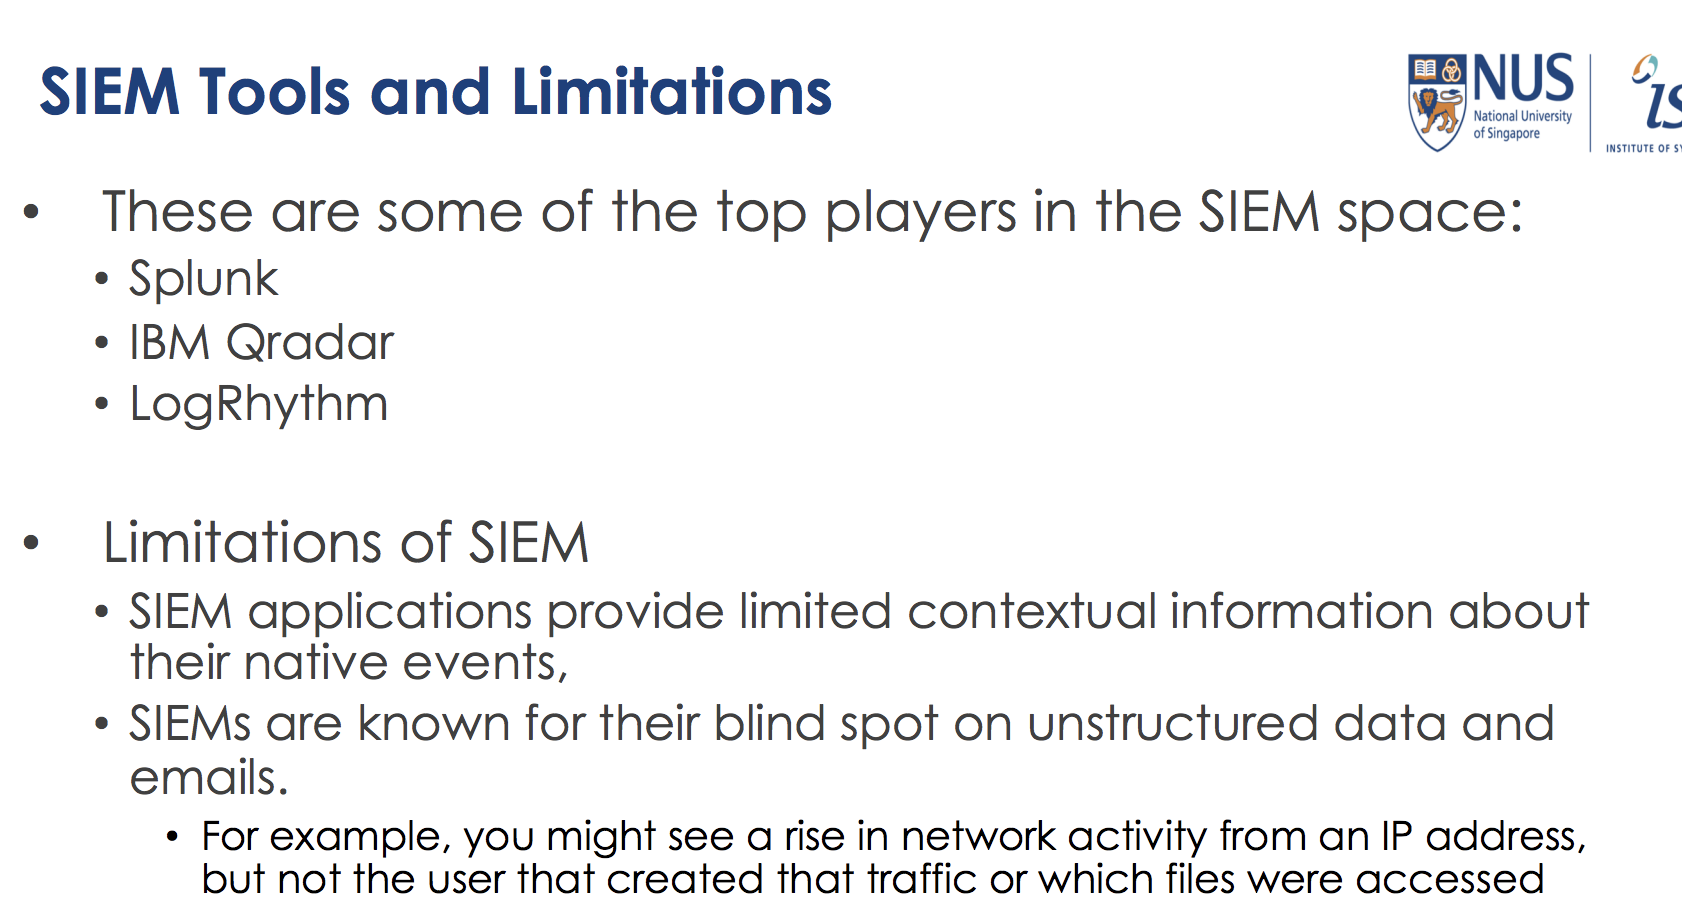 SIEM Tools and Limitations
NUS
National University
of Singapore
INSTITUTE OF
• These are some of the top players in the SIEM space:
• Splunk
• IBM Qradar
• LogRhythm
• Limitations of SIEM
• SIEM applications provide limited contextual information about
their native events,
• SIEMs are known for their blind spot on unstructured data and
emails.
• For example, you might see a rise in network activity from an IP address,
but not the user that created that traffic or which files were accessed